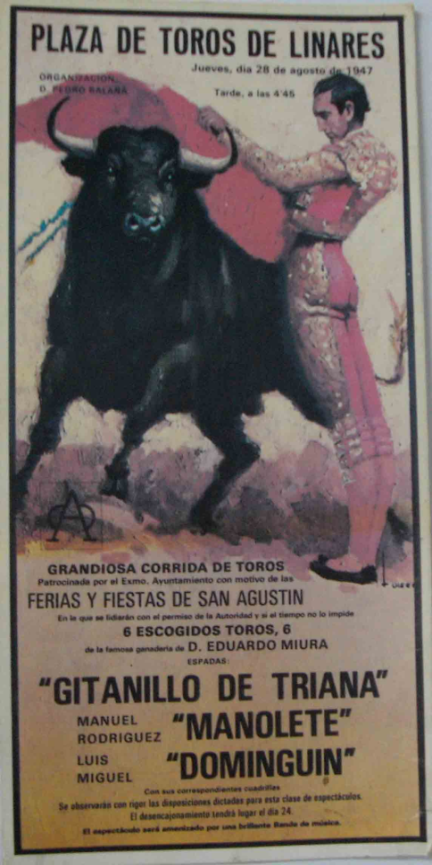 PLAZA DE TOROS DE LINARES
Jueves, día 28 de agosto de 1947
ORGANIZACION:
D. PEDRO BALAÑA
Tarde, a las 4'45
GRANDIOSA CORRIDA DE TOROS
Patrocinada por el Exmo. Ayuntamiento con motivo de las
FERIAS Y FIESTAS DE SAN AGUSTIN
En la que se lidiarán con el permiso de la Autoridad y si el tiempo no lo impide
6 ESCOGIDOS TOROS, 6
de la famosa ganadería de D. EDUARDO MIURA
ESPADAS:
"GITANILLO DE TRIANA"
MANUEL RODRIGUEZ "MANOLETE"
LUIS MIGUEL "DOMINGUIN"
Con sus correspondientes cuadrillas
Se observarán con rigor las disposiciones dictadas para esta clase de espectáculos.
El desencajonamiento tendrá lugar el día 24.
El espectáculo será amenizado por una brillante Banda de música.